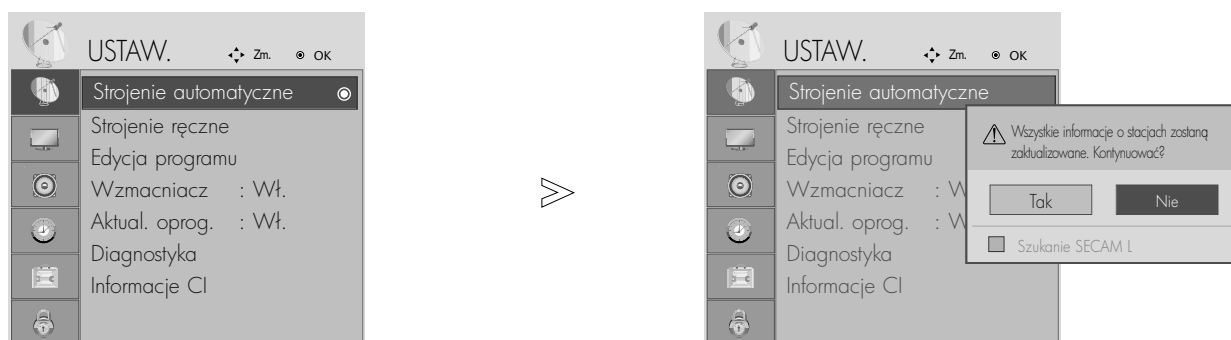 USTAW. Zm. OK
Strojenie automatyczne
Strojenie ręczne
Edycja programu
Wzmacniacz : Wł.
Aktual. oprog. : Wł.
Diagnostyka
Informacje CI
USTAW. Zm. OK
Strojenie automatyczne
Strojenie ręczne
Edycja programu
Wzmacniacz : W
Aktual. oprog. : W
Diagnostyka
Informacje CI
Wszystkie informacje o stacjach zostaną
zaktualizowane. Kontynuować?
Tak Nie
Szukanie SECAM L